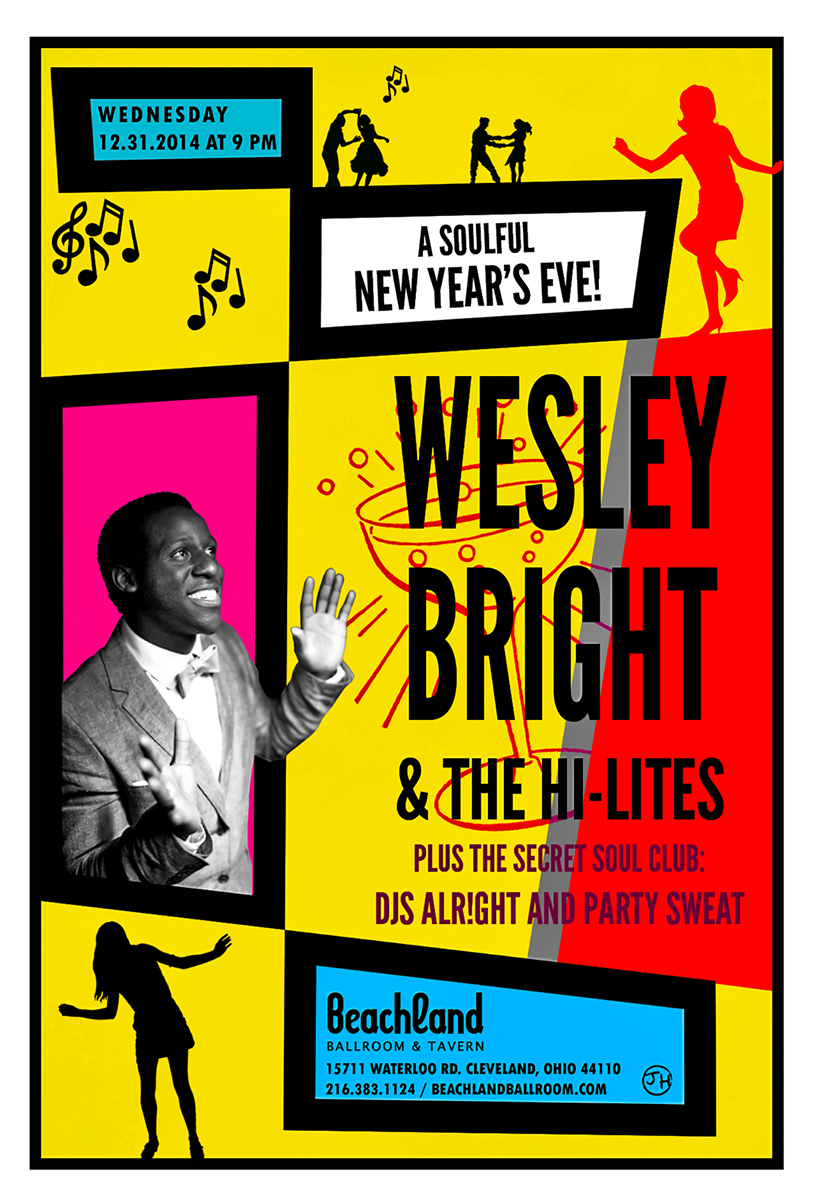 WEDNESDAY
12.31.2014 AT 9 PM
A SOULFUL
NEW YEAR'S EVE!
WESLEY
BRIGHT
& THE HI-LITES
PLUS THE SECRET SOUL CLUB:
DJS ALR!GHT AND PARTY SWEAT
Beachland
BALLROOM & TAVERN
15711 WATERLOO RD. CLEVELAND, OHIO 44110
216.383.1124 / BEACHLANDBALLROOM.COM
JH